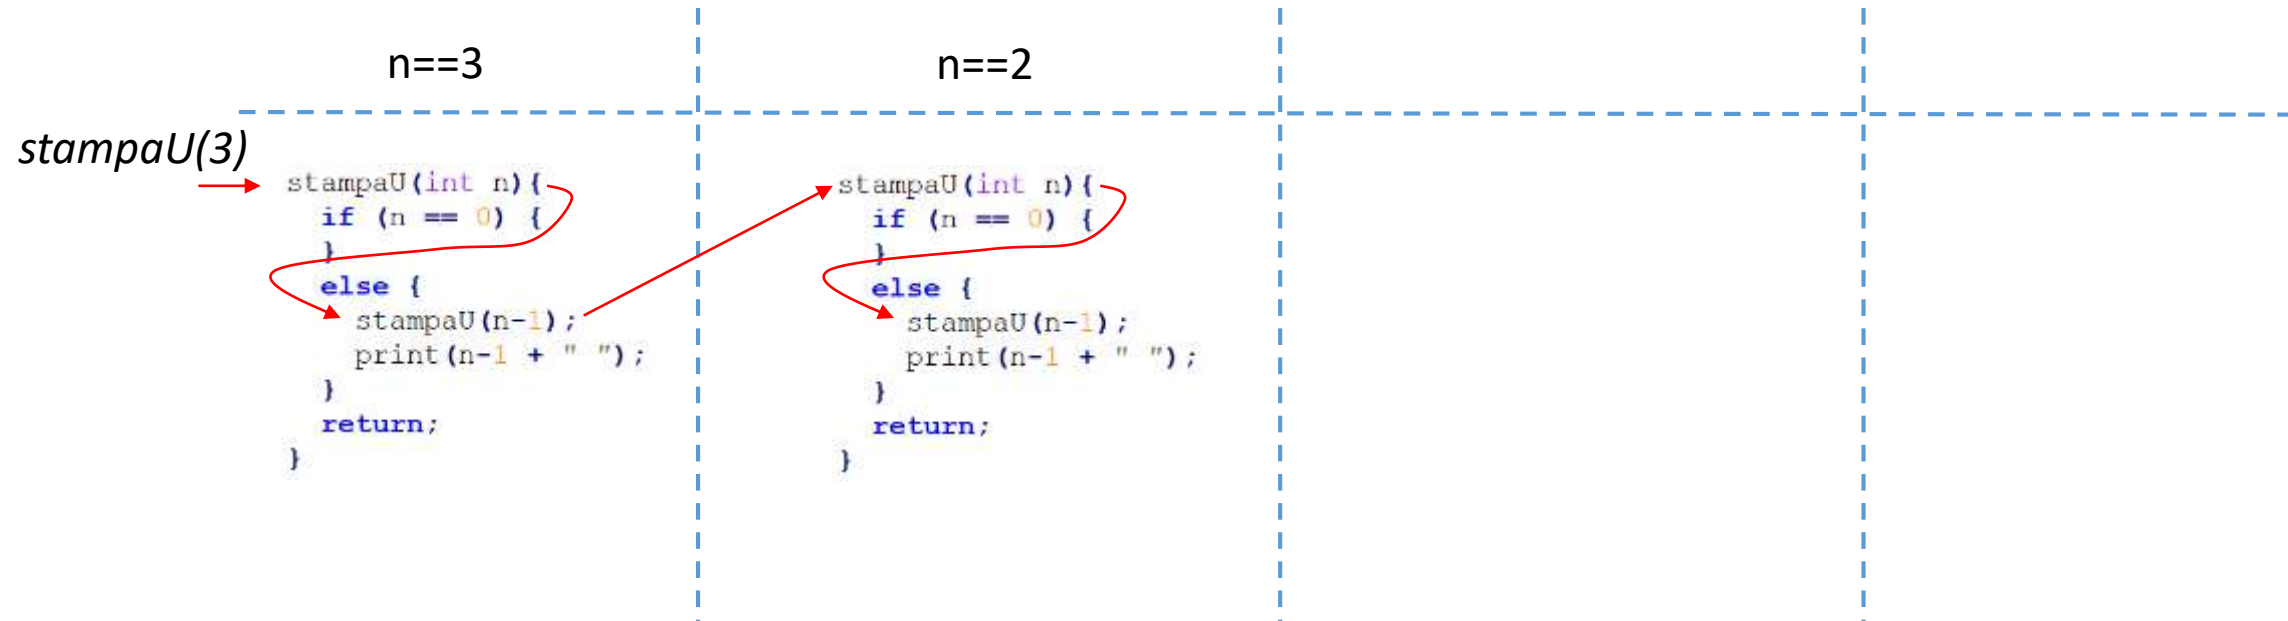 n==3
n==2
stampaU(3)
stampaU(int n){
if (n == 0) {
}
else {
stampaU(n-1);
print(n-1 + " ");
}
return;
}
stampaU(int n){
if (n == 0) {
}
else {
stampaU(n-1);
print(n-1 + " ");
}
return;
}